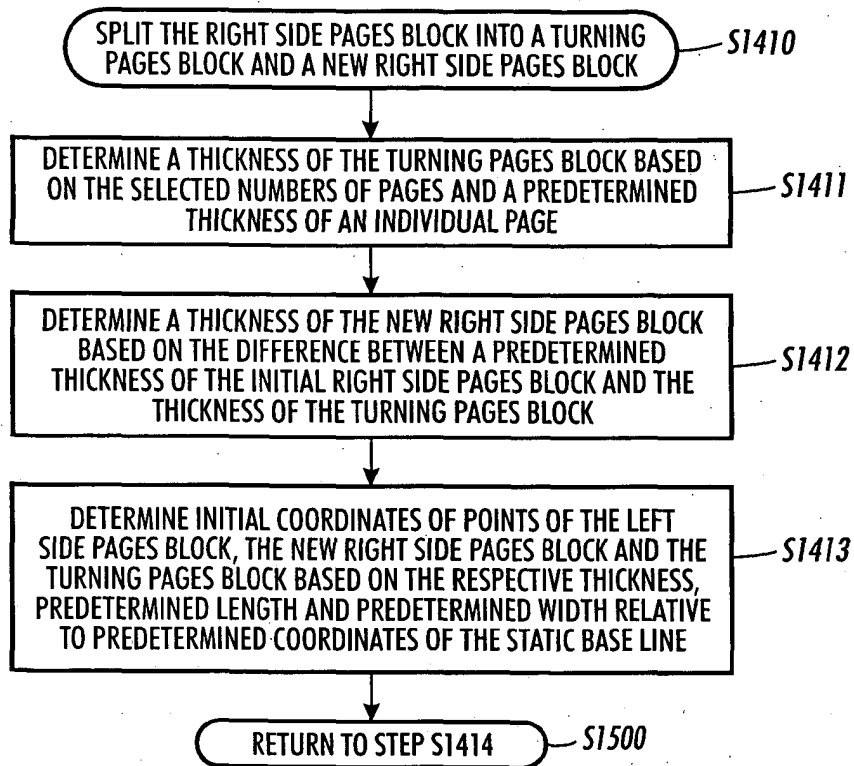 SPLIT THE RIGHT SIDE PAGES BLOCK INTO A TURNING
PAGES BLOCK AND A NEW RIGHT SIDE PAGES BLOCK
S1410
DETERMINE A THICKNESS OF THE TURNING PAGES BLOCK BASED
ON THE SELECTED NUMBERS OF PAGES AND A PREDETERMINED
THICKNESS OF AN INDIVIDUAL PAGE
S1411
DETERMINE A THICKNESS OF THE NEW RIGHT SIDE PAGES BLOCK
BASED ON THE DIFFERENCE BETWEEN A PREDETERMINED
THICKNESS OF THE INITIAL RIGHT SIDE PAGES BLOCK AND THE
THICKNESS OF THE TURNING PAGES BLOCK
S1412
DETERMINE INITIAL COORDINATES OF POINTS OF THE LEFT
SIDE PAGES BLOCK, THE NEW RIGHT SIDE PAGES BLOCK AND THE
TURNING PAGES BLOCK BASED ON THE RESPECTIVE THICKNESS,
PREDETERMINED LENGTH AND PREDETERMINED WIDTH RELATIVE
TO PREDETERMINED COORDINATES OF THE STATIC BASE LINE
S1413
RETURN TO STEP S1414
S1500